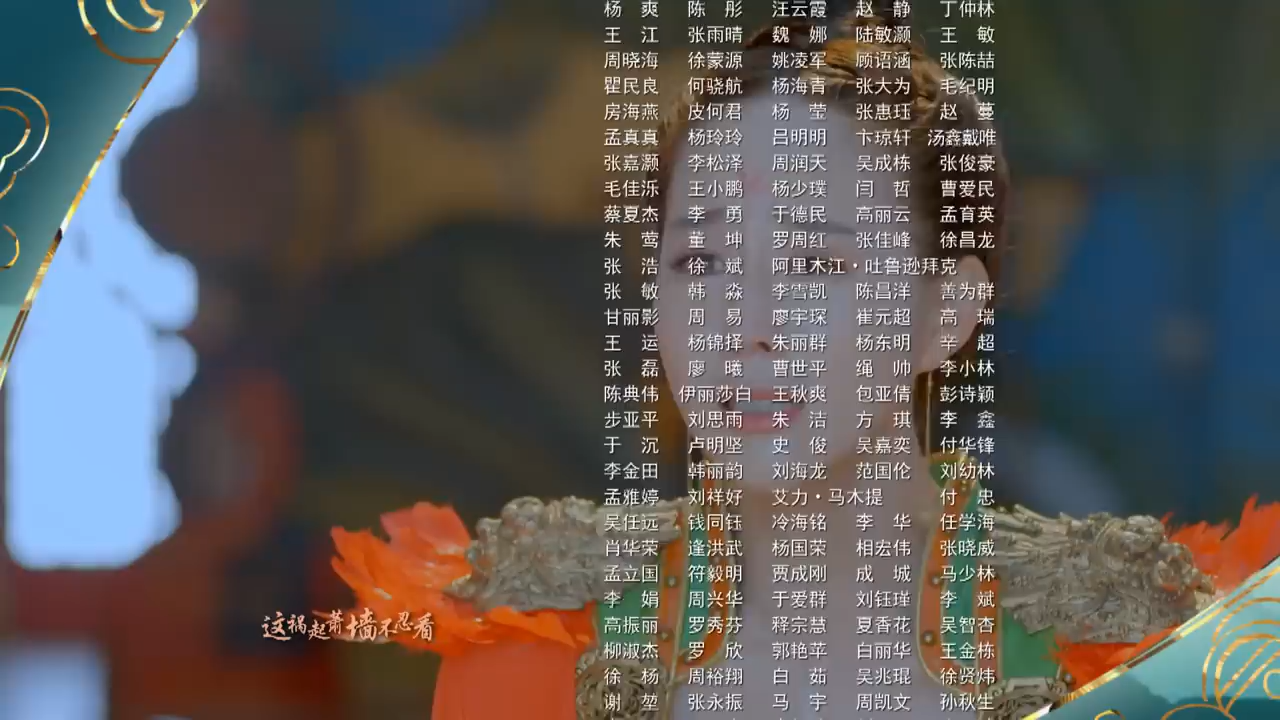 杨爽 陈彤 汪云霞 赵静 丁仲林
王江 张雨晴 魏娜 陆敏灏 王敏
周晓海 徐蒙源 姚凌军 顾语涵 张陈喆
瞿民良 何骁航 杨海青 张大为 毛纪明
房海燕 皮何君 杨莹 张惠珏 赵蔓
孟真真 杨玲玲 吕明明 卞琼轩 汤鑫戴唯
张嘉灏 李松泽 周润天 吴成栋 张俊豪
毛佳泺 王小鹏 杨少璞 闫哲 曹爱民
蔡夏杰 李勇 于德民 高丽云 孟育英
朱莺 董坤 罗周红 张佳峰 徐昌龙
张浩 徐斌 阿里木江·吐鲁逊拜克
张敏 韩淼 李雪凯 陈昌洋 善为群
甘丽影 周易 廖宇琛 崔元超 高瑞
王运 杨锦择 朱丽群 杨东明 辛超
张磊 廖曦 曹世平 绳帅 李小林
陈典伟 伊丽莎白 王秋爽 包亚倩 彭诗颖
步亚平 刘思雨 朱洁 方琪 李鑫
于沉 卢明坚 史俊 吴嘉奕 付华锋
李金田 韩丽韵 刘海龙 范国伦 刘幼林
孟雅婷 刘祥好 艾力·马木提 付忠
吴任远 钱同钰 冷海铭 李华 任学海
肖华荣 逄洪武 杨国荣 相宏伟 张晓威
孟立国 符毅明 贾成刚 成城 马少林
李娟 周兴华 于爱群 刘钰瑾 李斌
高振丽 罗秀芬 释宗慧 夏香花 吴智杏
柳淑杰 罗欣 郭艳苹 白丽华 王金栋
徐杨 周裕翔 白茹 吴兆琨 徐贤炜
谢堃 张永振 马宇 周凯文 孙秋生
这祸起萧墙不忍看